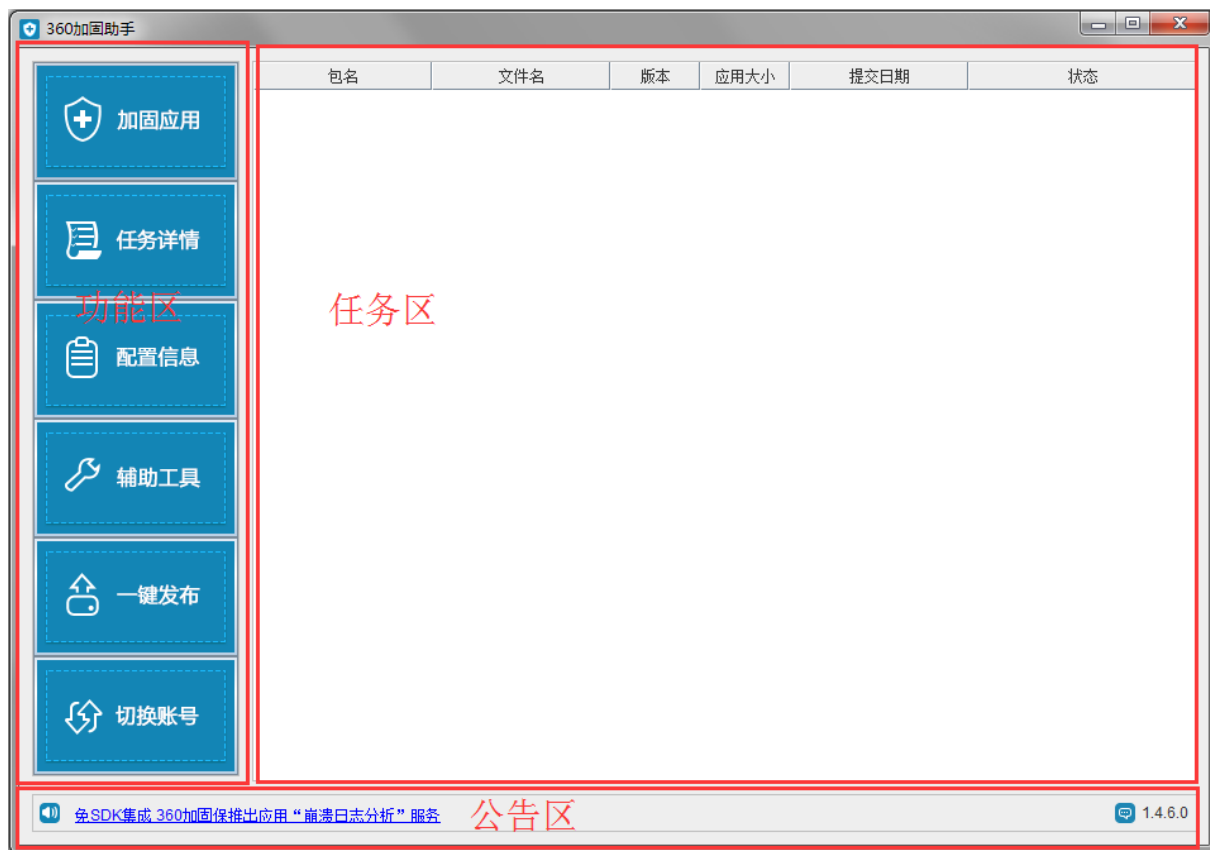 360加固助手
包名 文件名 版本 应用大小 提交日期 状态
加固应用
任务详情
功能区
任务区
配置信息
辅助工具
一键发布
切换账号
免SDK集成 360加固保推出应用“崩溃日志分析”服务
公告区
1.4.6.0